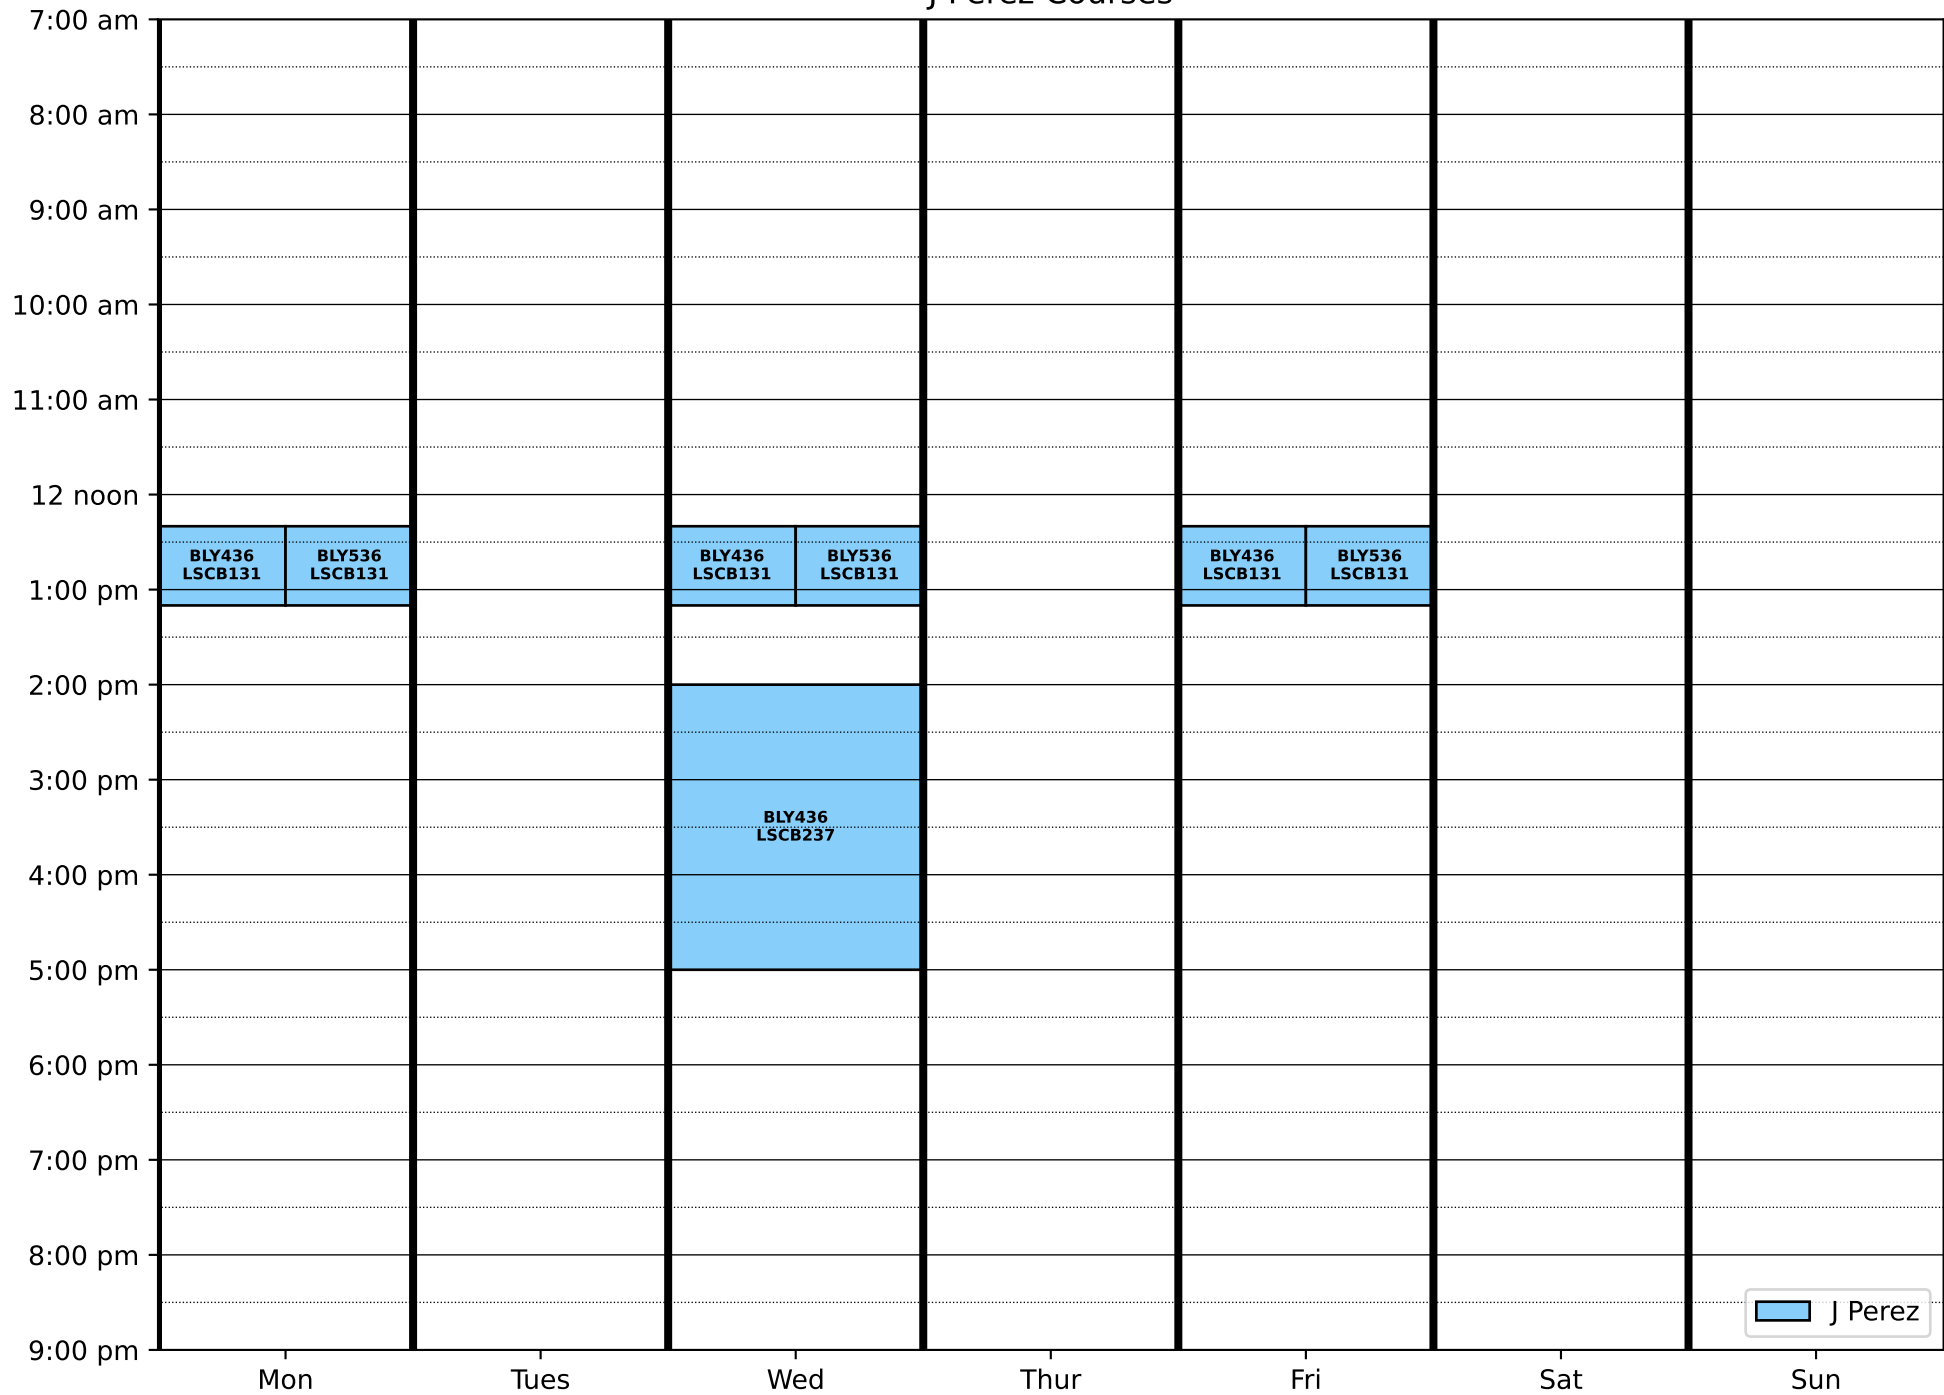 J Perez Courses
7:00 am
8:00 am
9:00 am
10:00 am
11:00 am
12 noon
BLY436
LSCB131
BLY536
LSCB131
BLY436
LSCB131
BLY536
LSCB131
BLY436
LSCB131
BLY536
LSCB131
1:00 pm
2:00 pm
3:00 pm
BLY436
LSCB237
4:00 pm
5:00 pm
6:00 pm
7:00 pm
8:00 pm
J Perez
9:00 pm
Mon Tues Wed Thur Fri Sat Sun